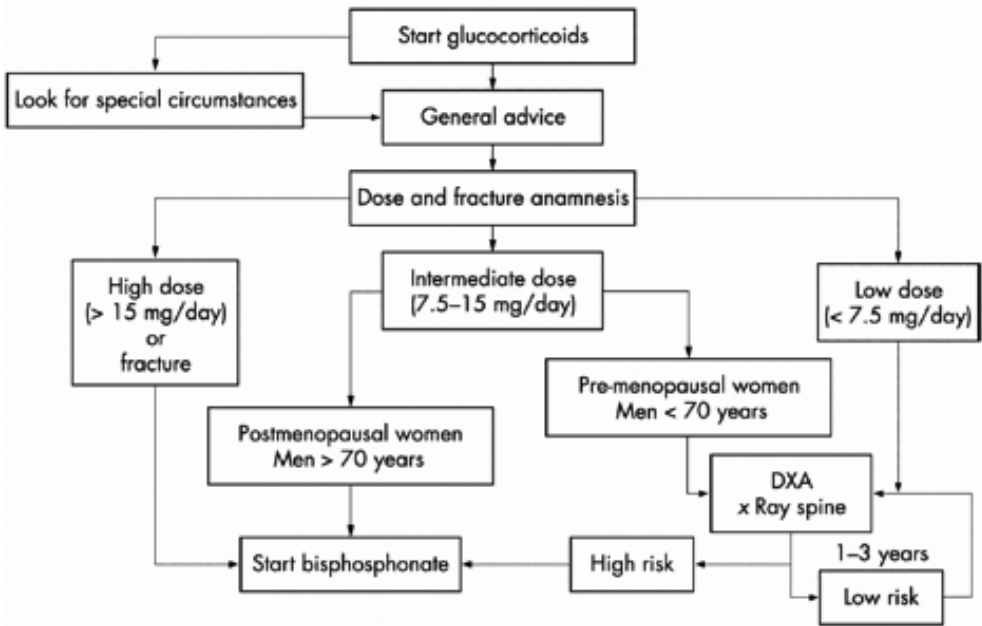 Start glucocorticoids
Look for special circumstances
General advice
Dose and fracture anamnesis
High dose
(> 15 mg/day)
or
fracture
Intermediate dose
(7.5–15 mg/day)
Low dose
(< 7.5 mg/day)
Postmenopausal women
Men > 70 years
Pre-menopausal women
Men < 70 years
DXA
x Ray spine
Start bisphosphonate
High risk
1–3 years
Low risk